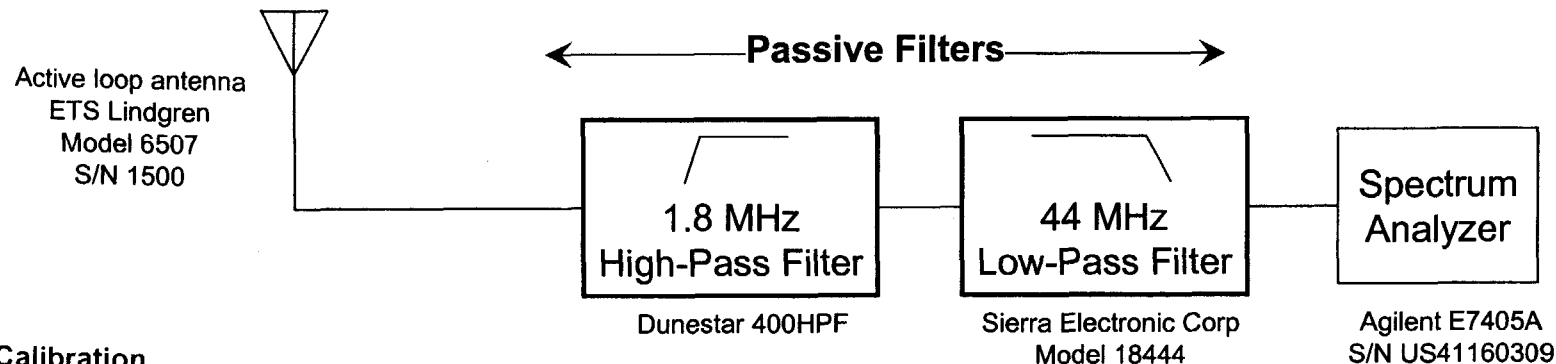 Passive Filters
Active loop antenna
ETS Lindgren
Model 6507
S/N 1500
1.8 MHz
High-Pass Filter
44 MHz
Low-Pass Filter
Spectrum
Analyzer
Dunestar 400HPF
Sierra Electronic Corp
Model 18444
Agilent E7405A
S/N US41160309
Calibration